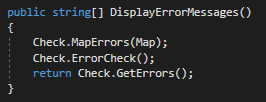 public string[] DisplayErrorMessages()
{
    Check.MapErrors(Map);
    Check.ErrorCheck();
    return Check.GetErrors();
}